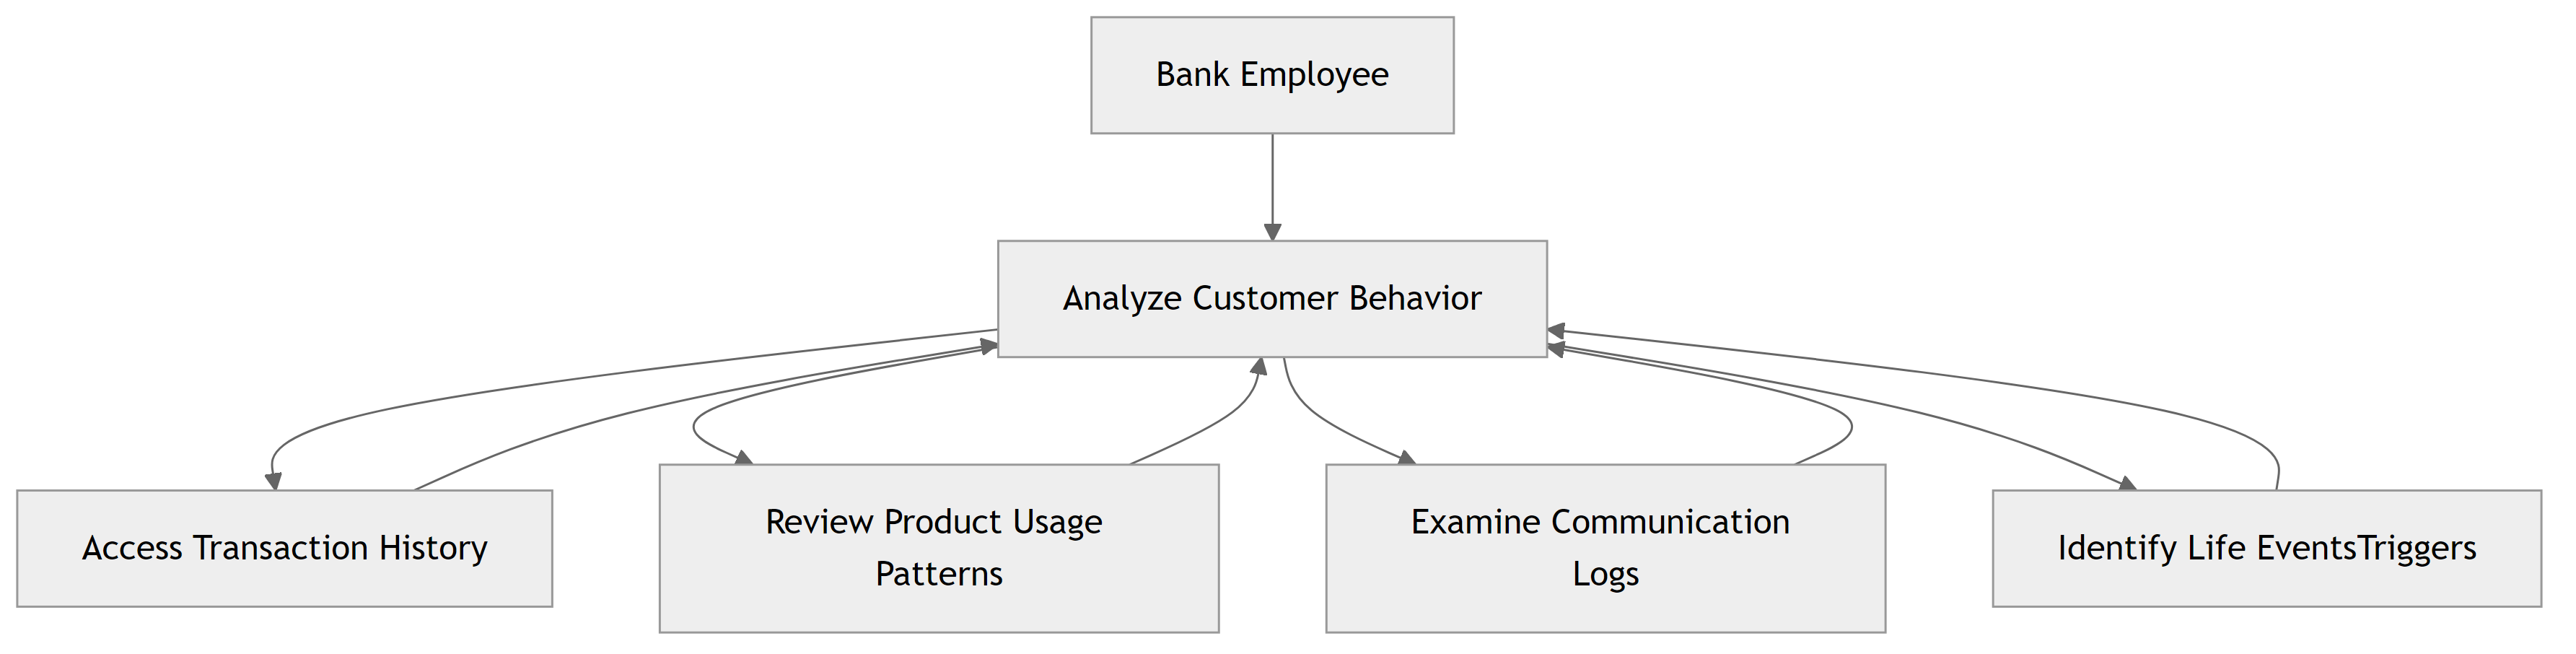 Bank Employee
Analyze Customer Behavior
Access Transaction History
Review Product Usage
Patterns
Examine Communication
Logs
Identify Life EventsTriggers